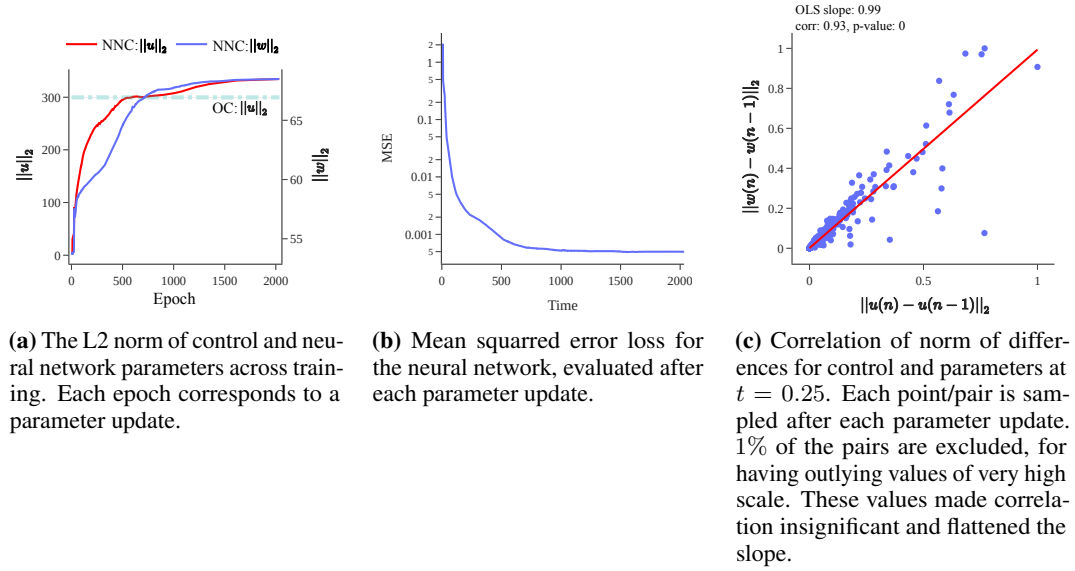 NNC:||u||₂ NNC:||w||₂
300
200
100
0
||u||₂
OC:||u||₂
65
60
55
||w||₂
0 500 1000 1500 2000
Epoch
2
1
5
2
0.1
5
2
0.01
5
2
0.001
5
MSE
0 500 1000 1500 2000
Time
OLS slope: 0.99
corr: 0.93, p-value: 0
1
0.8
0.6
0.4
0.2
0
||w(n) − w(n − 1)||₂
0 0.5 1
||u(n) − u(n − 1)||₂
(a) The L2 norm of control and neu-
ral network parameters across train-
ing. Each epoch corresponds to a
parameter update.
(b) Mean squarred error loss for
the neural network, evaluated after
each parameter update.
(c) Correlation of norm of differ-
ences for control and parameters at
t = 0.25. Each point/pair is sam-
pled after each parameter update.
1% of the pairs are excluded, for
having outlying values of very high
scale. These values made correla-
tion insignificant and flattened the
slope.